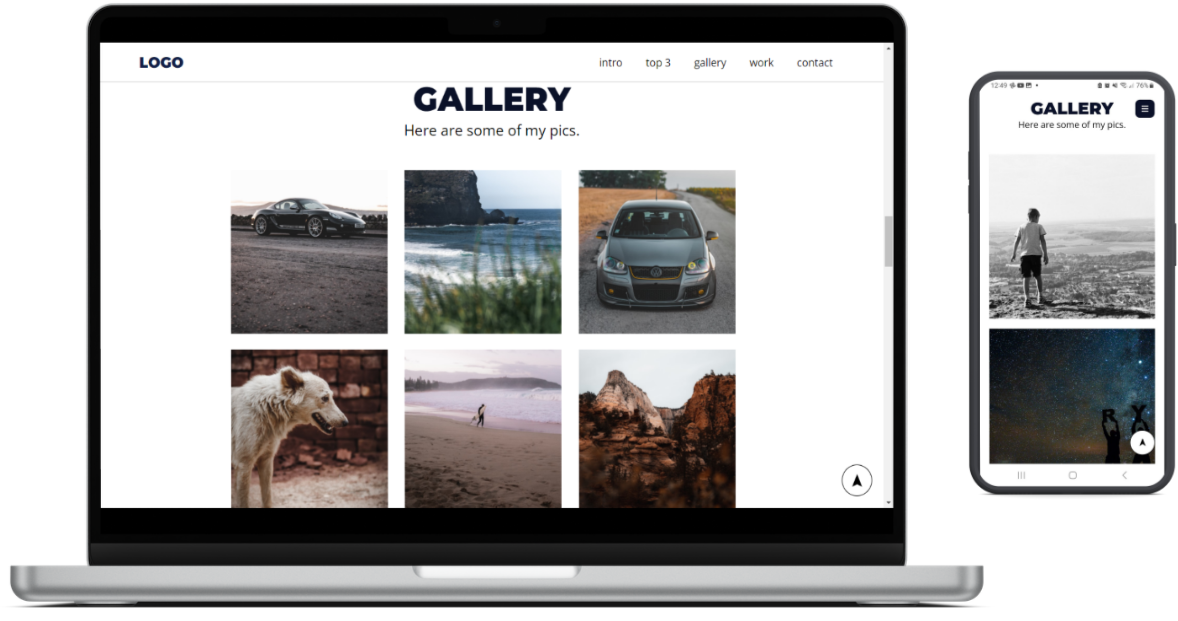 LOGO
intro top 3 gallery work contact
GALLERY
Here are some of my pics.
12:49 76%
GALLERY
Here are some of my pics.
R Y